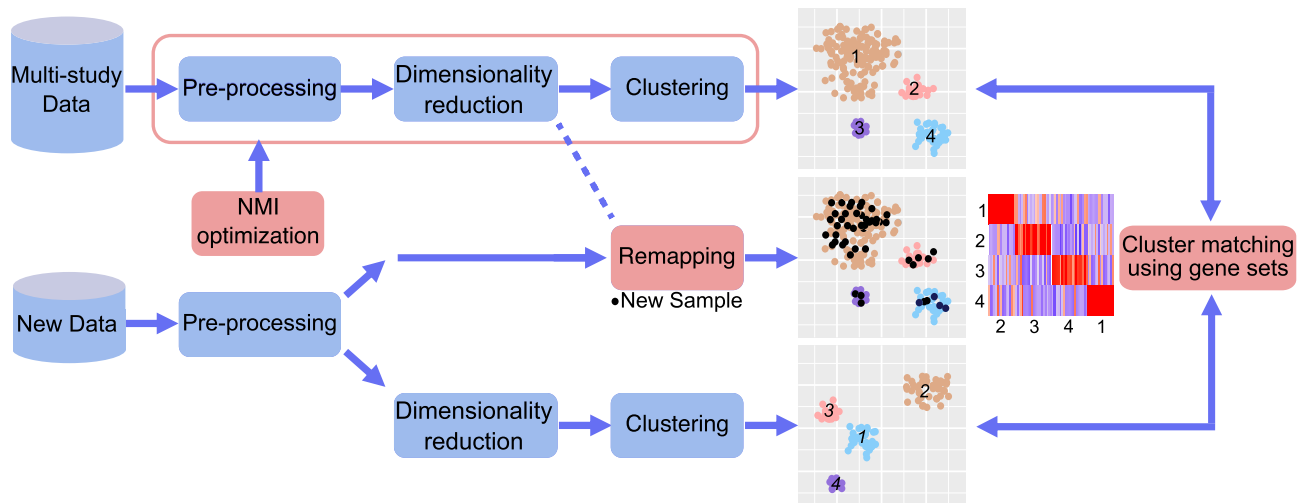 Multi-study
Data
Pre-processing
Dimensionality
reduction
Clustering
1
2
3
4
NMI
optimization
Remapping
•New Sample
1
2
3
4
2 3 4 1
Cluster matching
using gene sets
New Data
Pre-processing
Dimensionality
reduction
Clustering
2
3
1
4